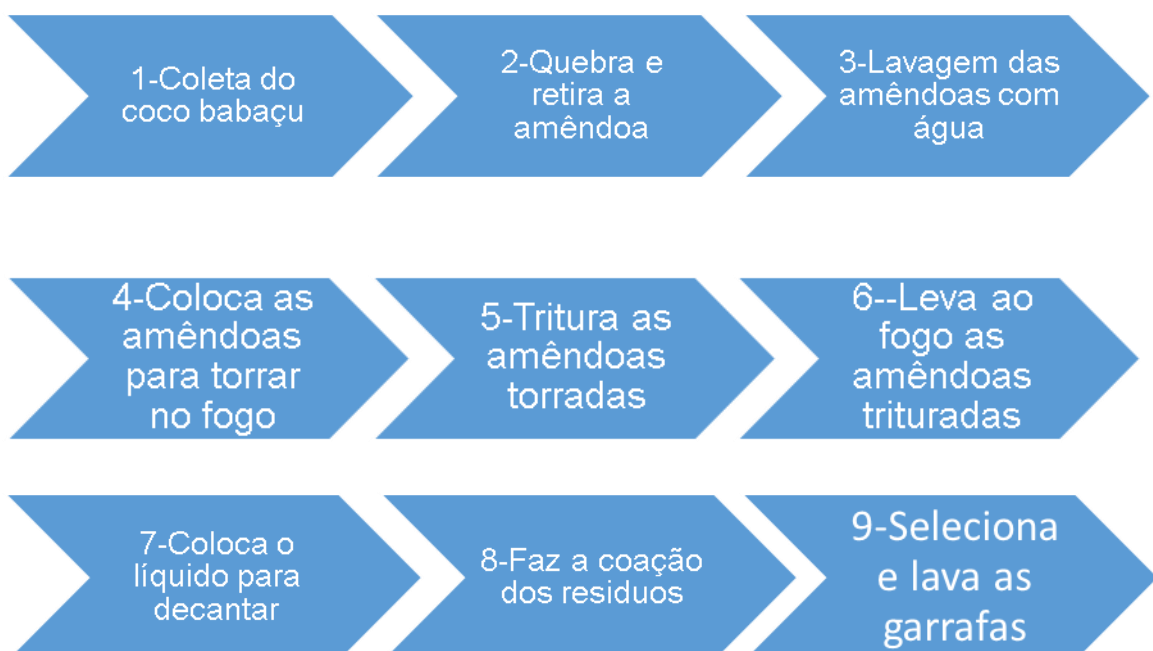 1-Coleta do
coco babaçu
2-Quebra e
retira a
amêndoa
3-Lavagem das
amêndoas com
água
4-Coloca as
amêndoas
para torrar
no fogo
5-Tritura as
amêndoas
torradas
6--Leva ao
fogo as
amêndoas
trituradas
7-Coloca o
líquido para
decantar
8-Faz a coação
dos residuos
9-Seleciona
e lava as
garrafas